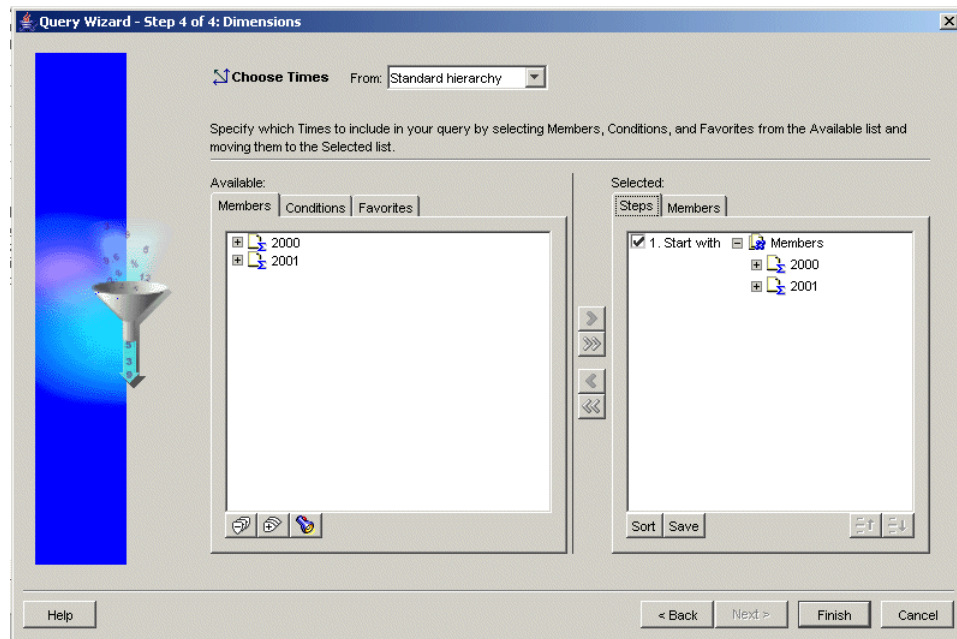 Query Wizard - Step 4 of 4: Dimensions
Choose Times From: Standard hierarchy
Specify which Times to include in your query by selecting Members, Conditions, and Favorites from the Available list and
moving them to the Selected list.
Available:
Members Conditions Favorites
2000
2001
Selected:
Steps Members
1. Start with Members
2000
2001
Sort Save
Help < Back Next > Finish Cancel